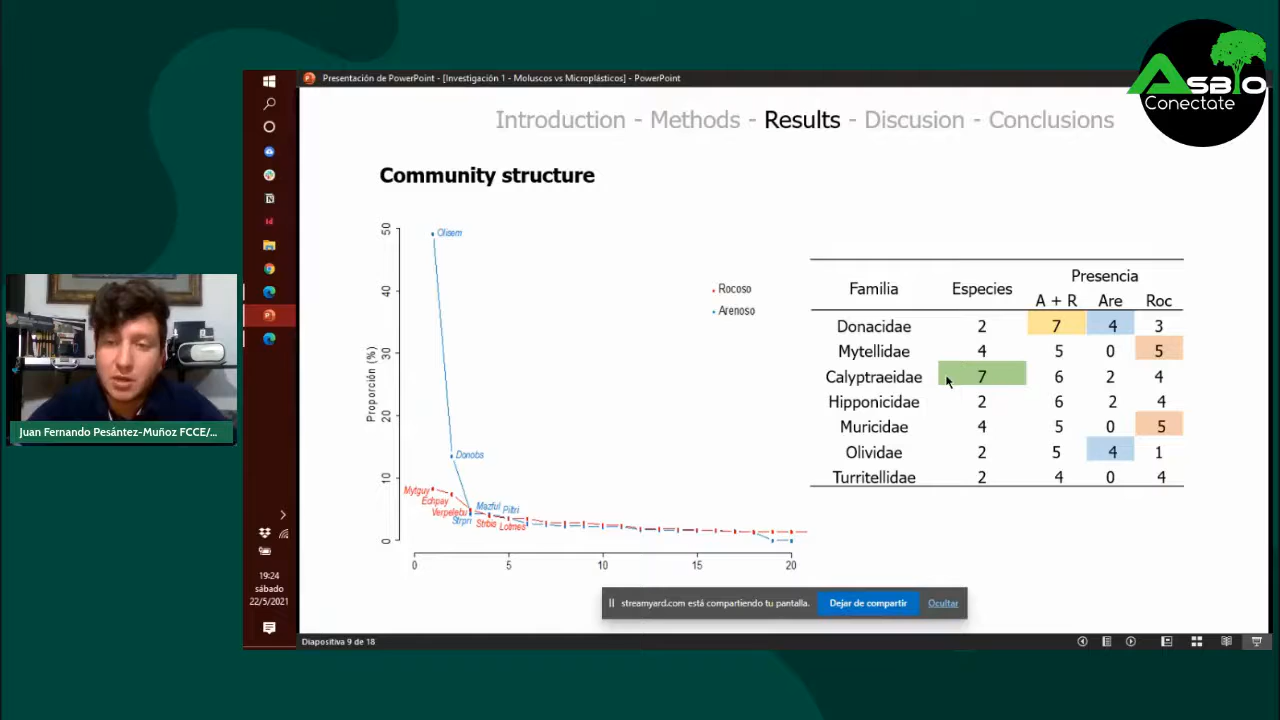 ASBIO
Conectate
Presentación de PowerPoint - [Investigación 1 - Moluscos vs Microplásticos] - PowerPoint
Introduction - Methods - Results - Discusion - Conclusions
Community structure
Proporción (%)
50
40
30
20
10
0
0 5 10 15 20
Olisem
Donobs
Mytguy
Echpay
Verpelebu
Strpri
Mazful
Pitri
Strbio
Lotmes
Rocoso
Arenoso
Presencia
Familia Especies A + R Are Roc
Donacidae 2 7 4 3
Mytellidae 4 5 0 5
Calyptraeidae 7 6 2 4
Hipponicidae 2 6 2 4
Muricidae 4 5 0 5
Olividae 2 5 4 1
Turritellidae 2 4 0 4
Juan Fernando Pesántez-Muñoz FCCE/...
streamyard.com está compartiendo tu pantalla. Dejar de compartir Ocultar
19:24
sábado
22/5/2021
Diapositiva 9 de 18